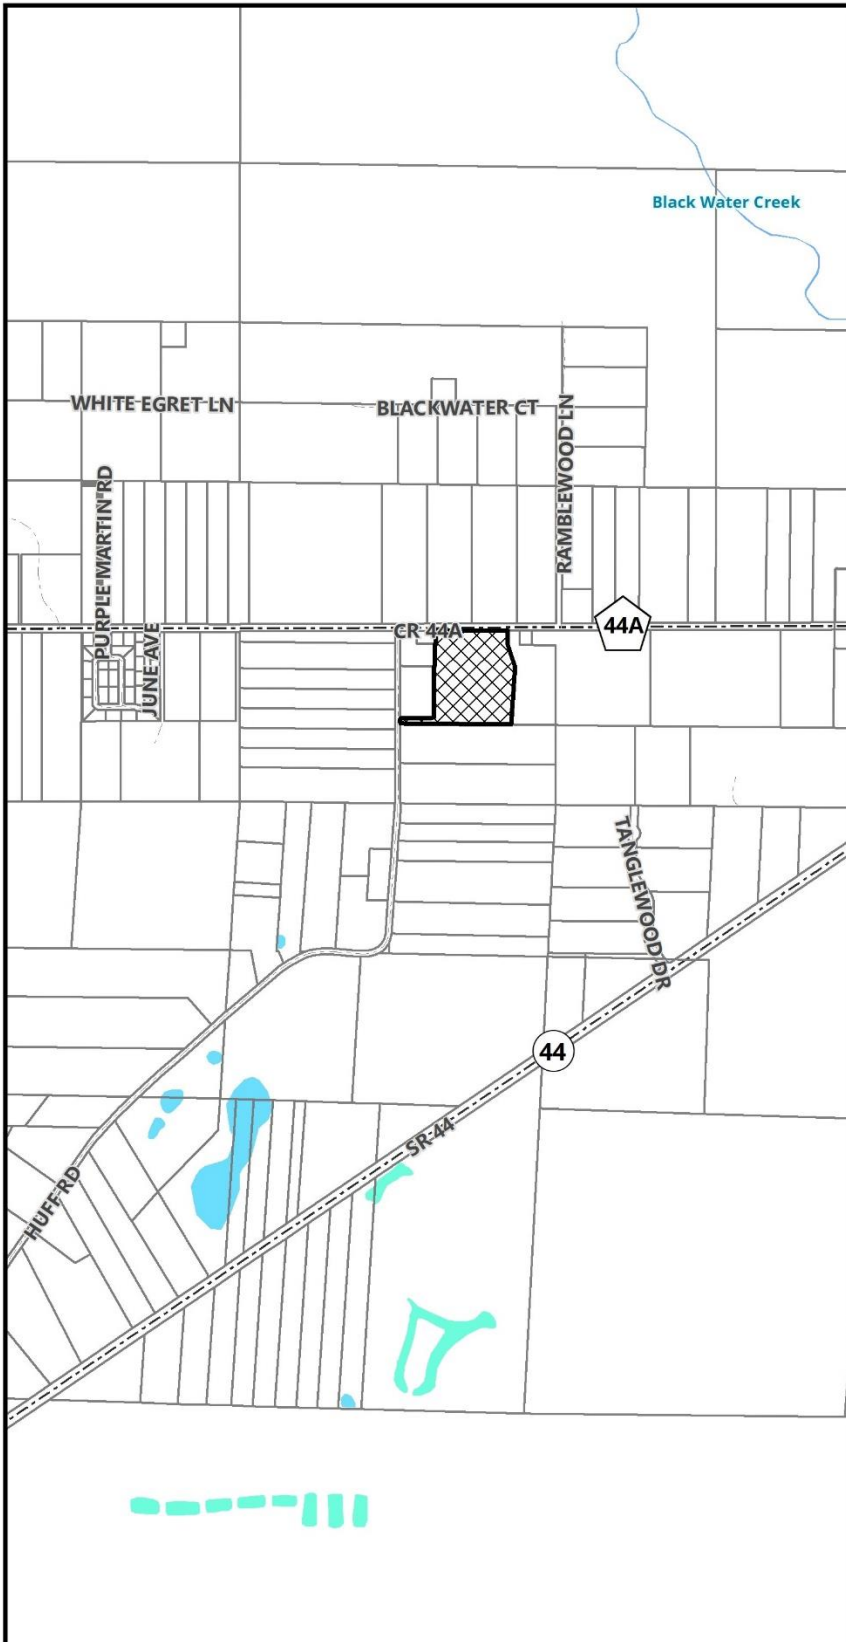 Black Water Creek
WHITE EGRET LN
BLACKWATER CT
RAMBLEWOOD LN
PURPLE MARTIN RD
CR 44A
44A
JUNE AVE
TANGLEWOOD DR
44
SR 44
HUFF RD